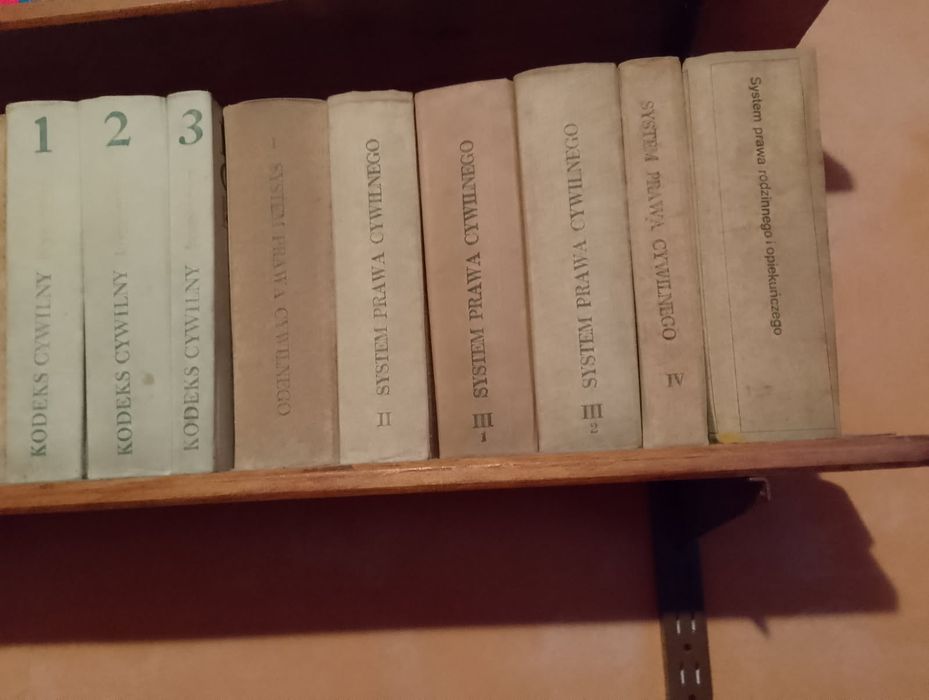 1
KODEKS CYWILNY
2
KODEKS CYWILNY
3
KODEKS CYWILNY
I
SYSTEM PRAWA CYWILNEGO
SYSTEM PRAWA CYWILNEGO
II
SYSTEM PRAWA CYWILNEGO
III
1
SYSTEM PRAWA CYWILNEGO
III
2
SYSTEM PRAWA CYWILNEGO
IV
System prawa rodzinnego i opiekuńczego